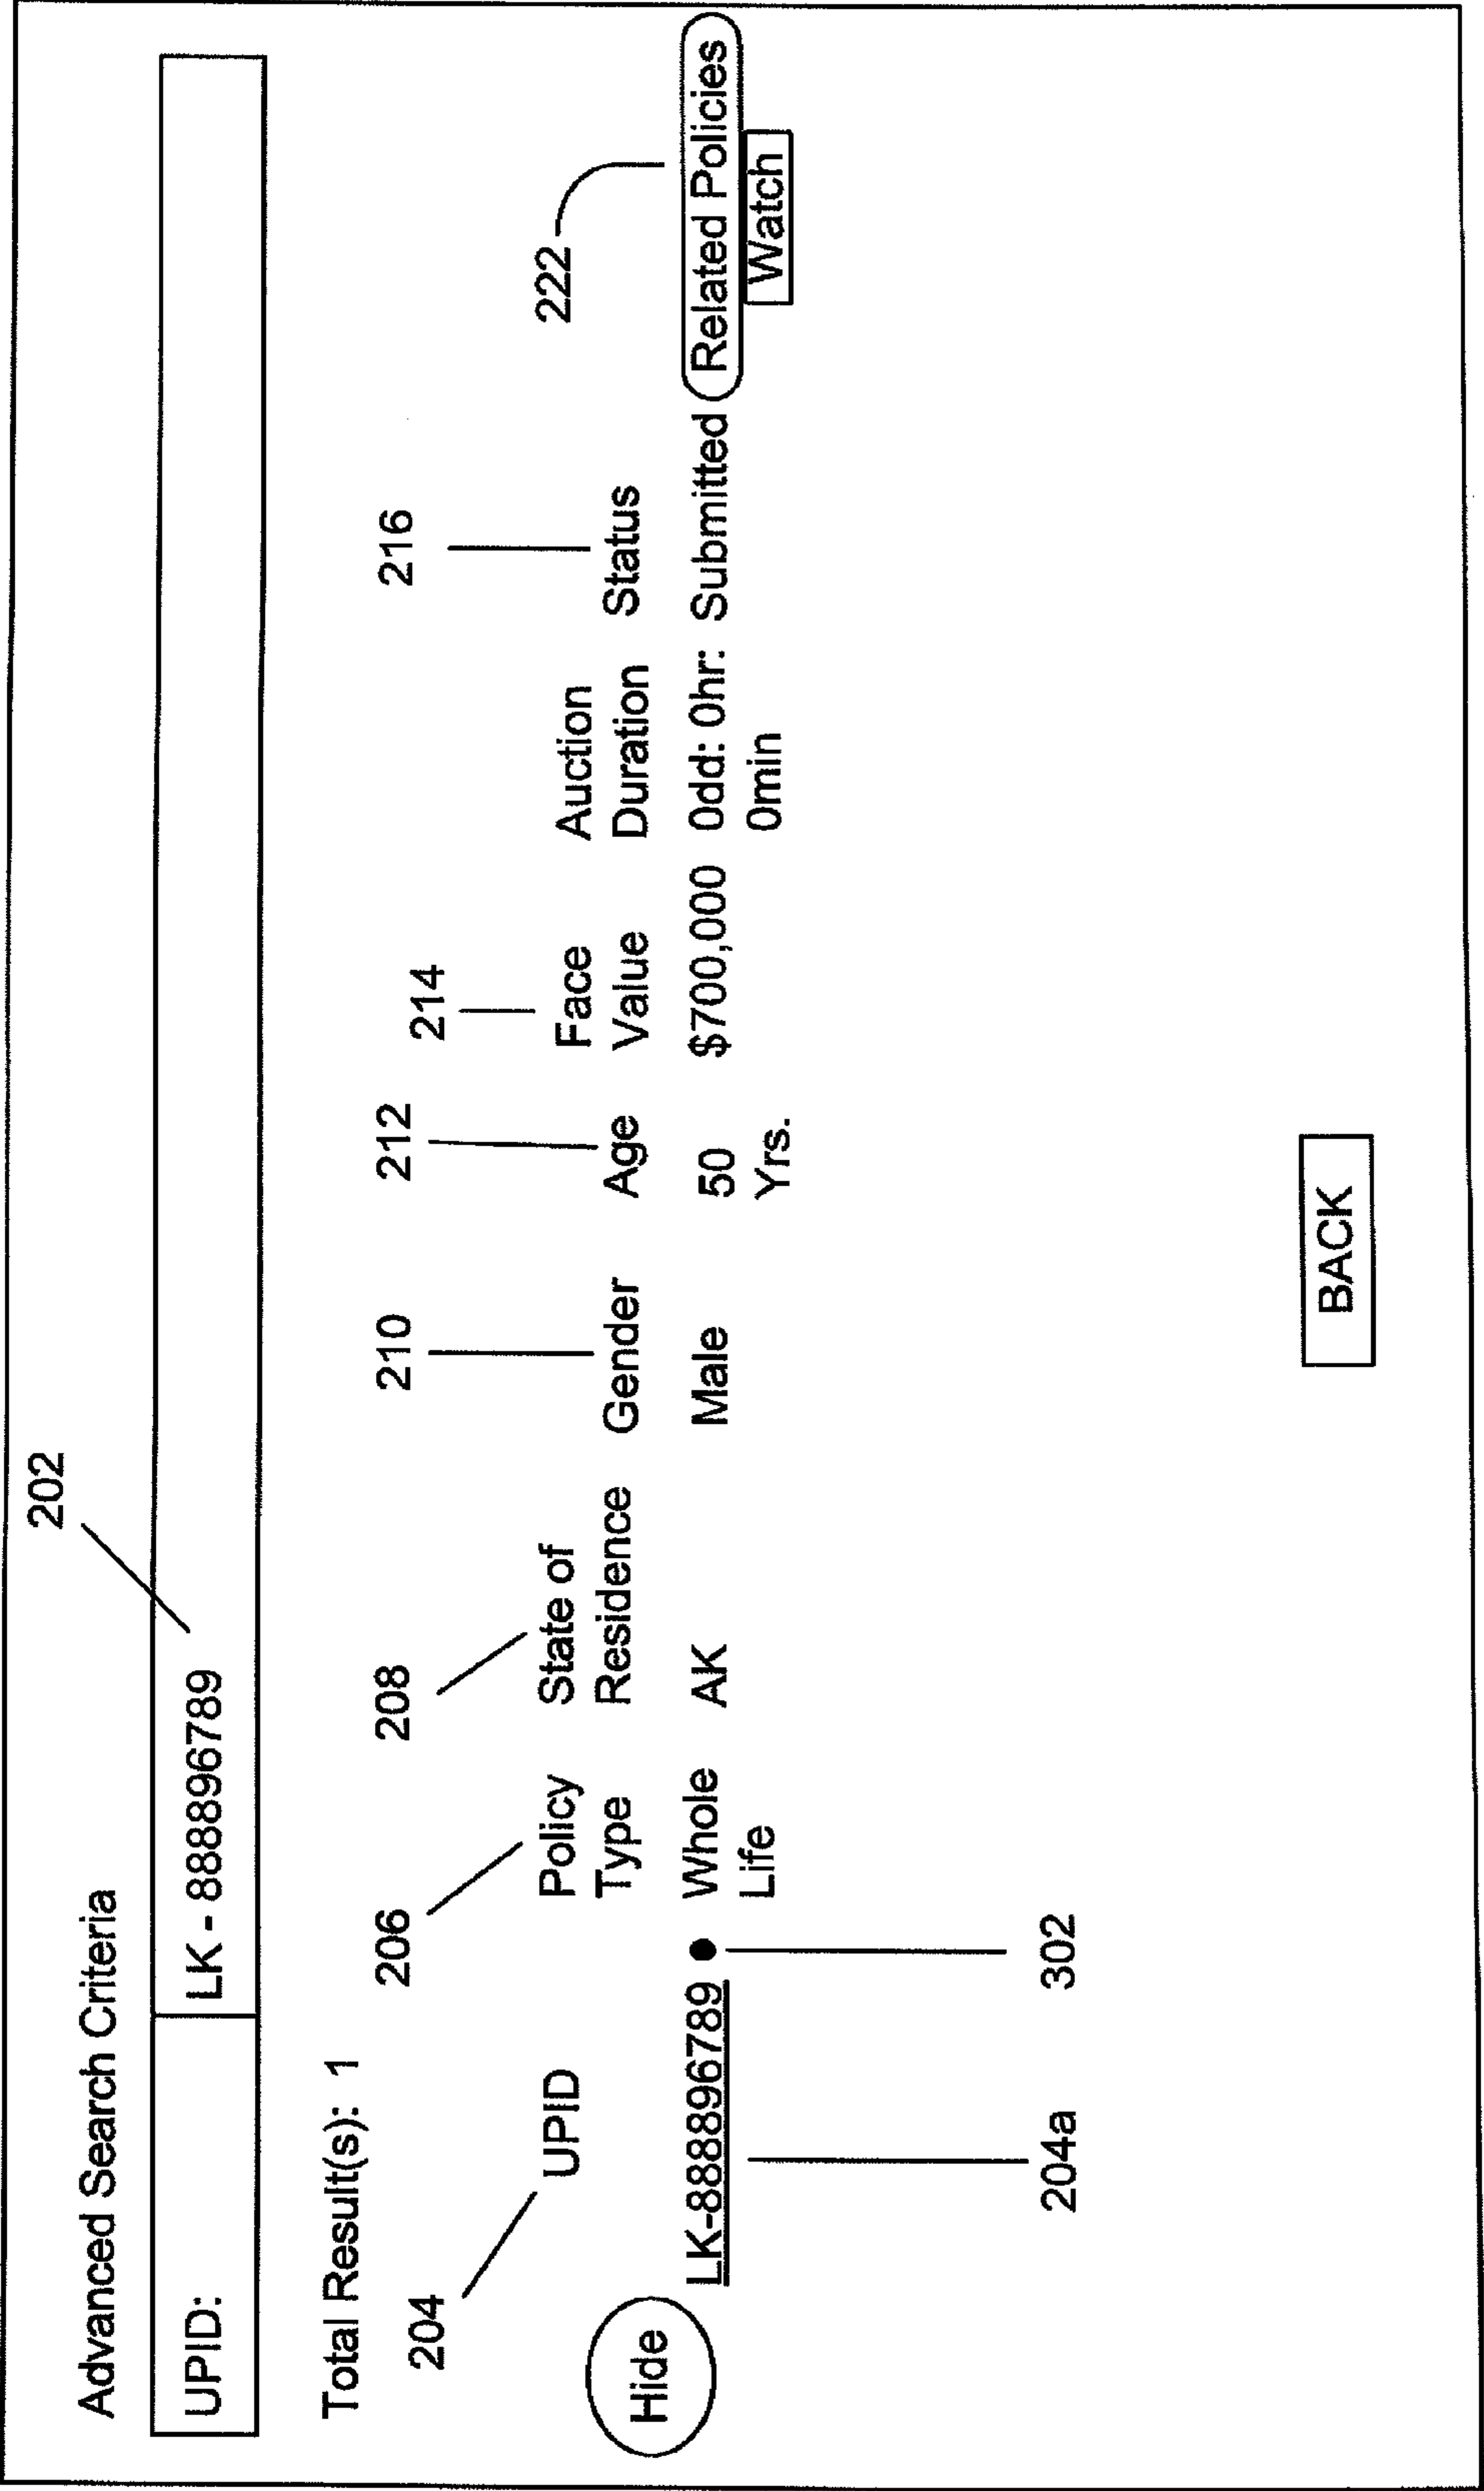 202
Advanced Search Criteria
UPID: LK - 88896789
Total Result(s): 1
204 206 208 210 212 214 216 222
UPID Policy Type State of Residence Gender Age Face Value Auction Duration Status
Hide LK-88896789 Whole Life AK Male 50 Yrs. $700,000 0dd: 0hr: 0min Submitted Related Policies
Watch
204a 302
BACK